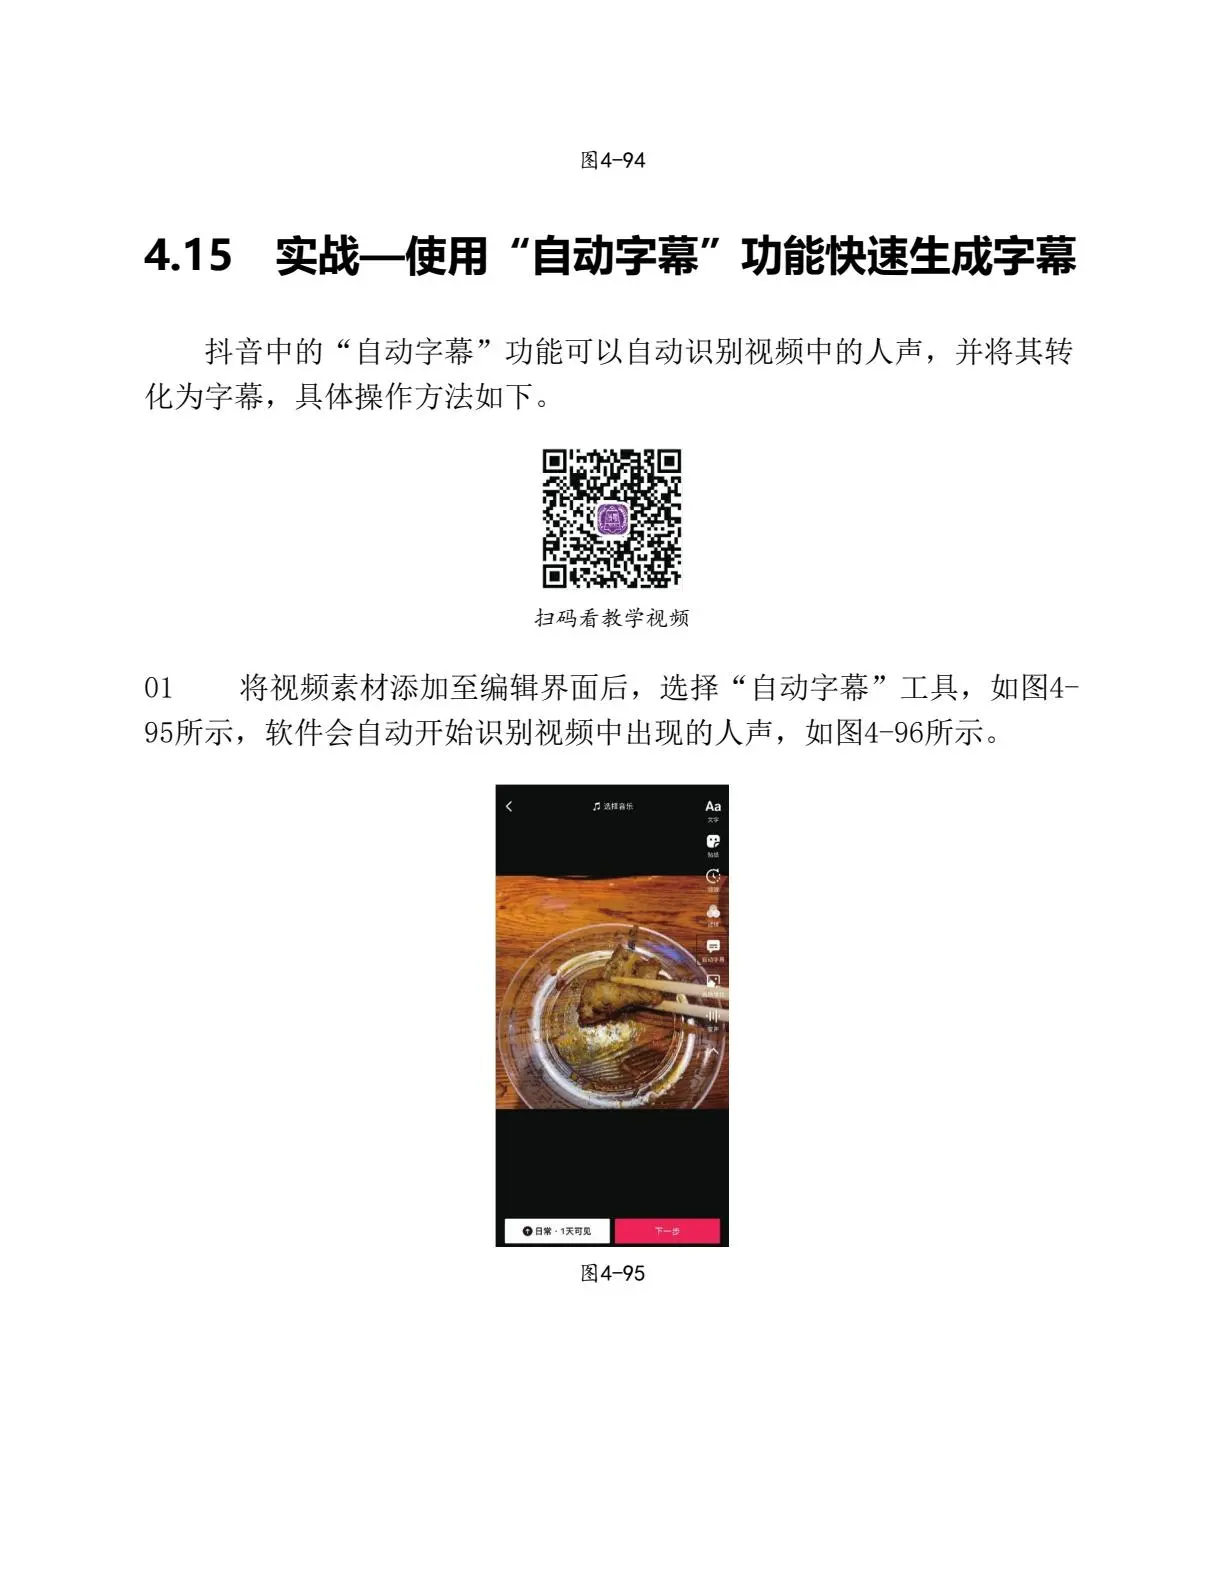 图4-94
4.15 实战—使用“自动字幕”功能快速生成字幕
抖音中的“自动字幕”功能可以自动识别视频中的人声，并将其转
化为字幕，具体操作方法如下。
扫码看教学视频
01 将视频素材添加至编辑界面后，选择“自动字幕”工具，如图4-
95所示，软件会自动开始识别视频中出现的人声，如图4-96所示。
选择音乐
Aa
文字
贴纸
自动字幕
变声
日常·1天可见
下一步
图4-95